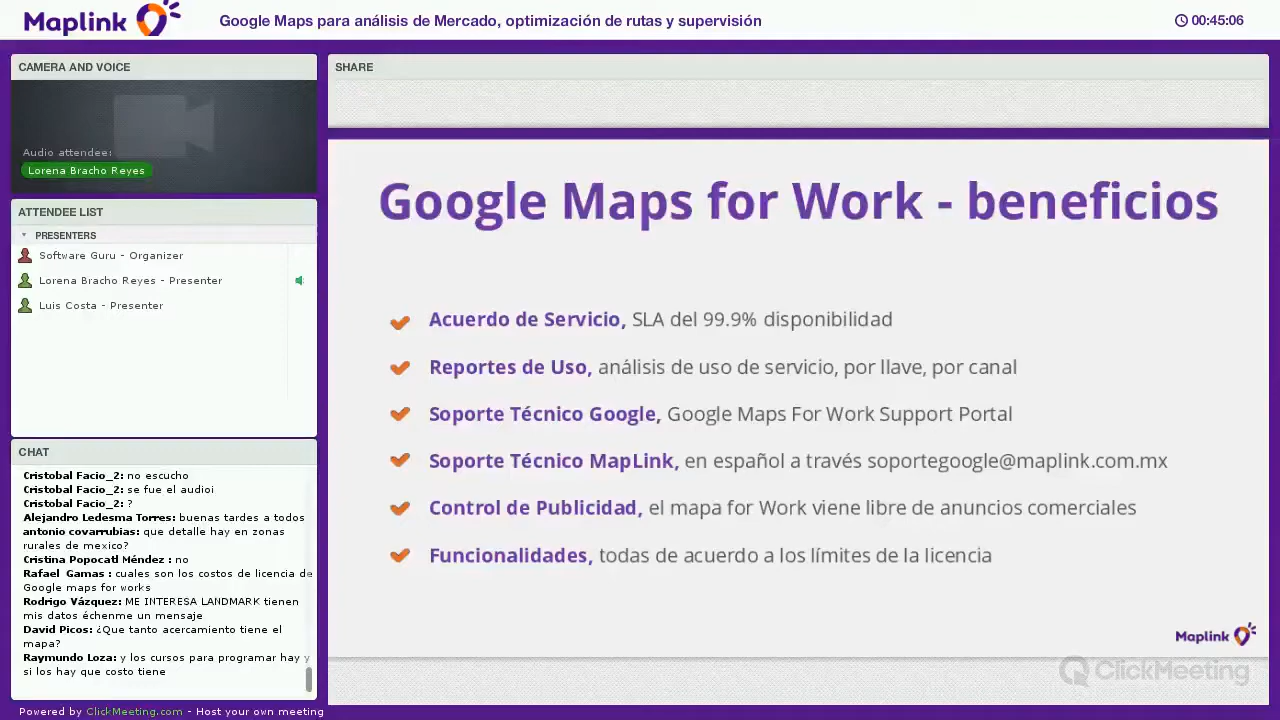 Maplink
Google Maps para análisis de Mercado, optimización de rutas y supervisión
00:45:06
CAMERA AND VOICE
Audio attendee:
Lorena Bracho Reyes
ATTENDEE LIST
PRESENTERS
Software Guru - Organizer
Lorena Bracho Reyes - Presenter
Luis Costa - Presenter
CHAT
Cristobal Facio_2: no escucho
Cristobal Facio_2: se fue el audioi
Cristobal Facio_2: ?
Alejandro Ledesma Torres: buenas tardes a todos
antonio covarrubias: que detalle hay en zonas
rurales de mexico?
Cristina Popocatl Méndez : no
Rafael Gamas : cuales son los costos de licencia de
Google maps for works
Rodrigo Vázquez: ME INTERESA LANDMARK tienen
mis datos échenme un mensaje
David Picos: ¿Que tanto acercamiento tiene el
mapa?
Raymundo Loza: y los cursos para programar hay y
si los hay que costo tiene
Powered by ClickMeeting.com - Host your own meeting
SHARE
Google Maps for Work - beneficios
Acuerdo de Servicio, SLA del 99.9% disponibilidad
Reportes de Uso, análisis de uso de servicio, por llave, por canal
Soporte Técnico Google, Google Maps For Work Support Portal
Soporte Técnico MapLink, en español a través soportegoogle@maplink.com.mx
Control de Publicidad, el mapa for Work viene libre de anuncios comerciales
Funcionalidades, todas de acuerdo a los límites de la licencia
Maplink
ClickMeeting